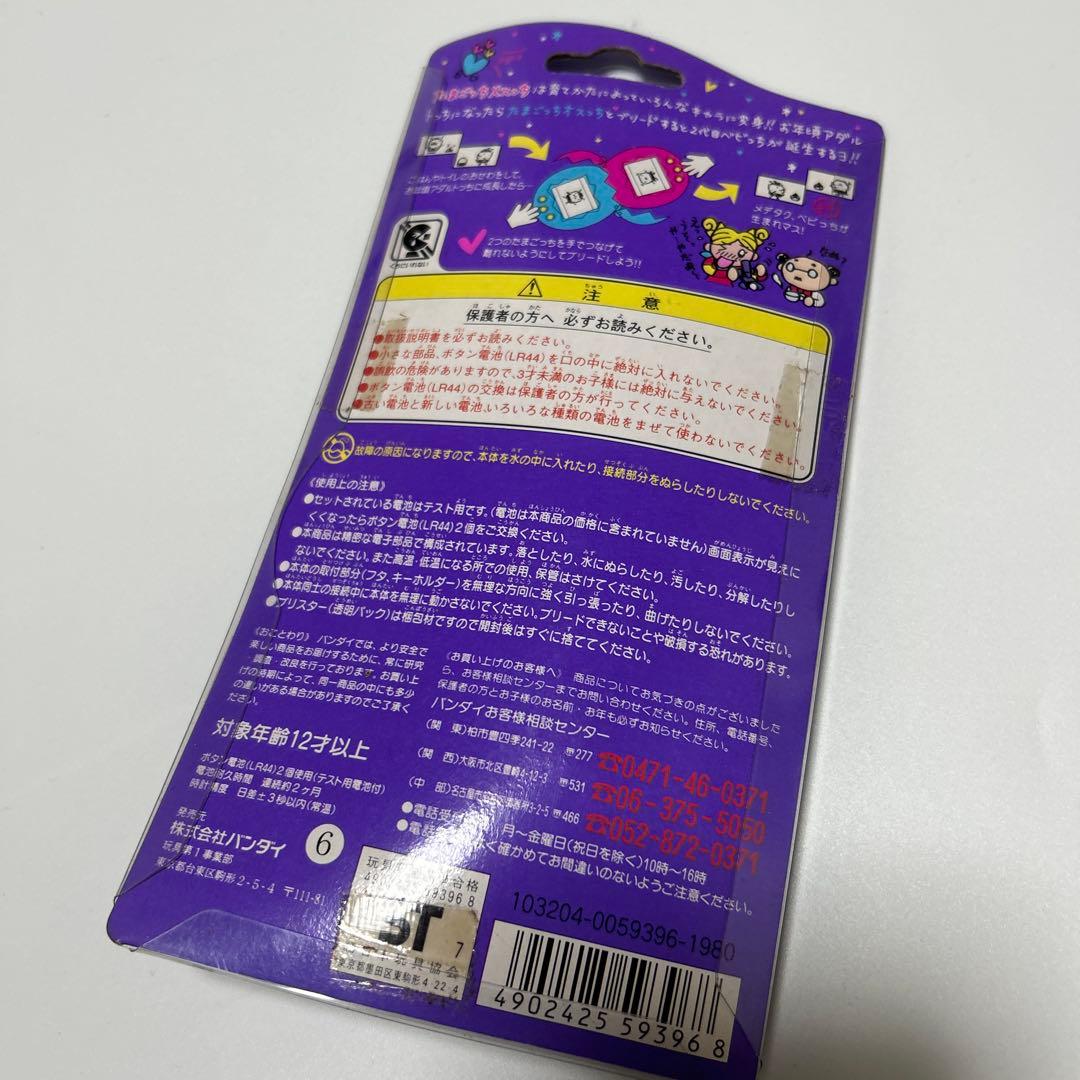 たまごっちメスっちは育てかたによっていろんなキャラに変身!! お年頃アダル
トっちになったらたまごっちオスっちとブリードすると2代目ベビっちが誕生するヨ!!
ごはんやトイレのおせわをして、
お年頃アダルトっちに成長したら…
メデタク、ベビっちが
生まれマス!
くちにいれない
2つのたまごっちを手でつなげて
離れないようにしてブリードしよう!!
注意
保護者の方へ 必ずお読みください。
●取扱説明書を必ずお読みください。
●小さな部品、ボタン電池(LR44)を口の中に絶対に入れないでください。
●誤飲の危険がありますので、3才未満のお子様には絶対に与えないでください。
●ボタン電池(LR44)の交換は保護者の方が行ってください。
●古い電池と新しい電池、いろいろな種類の電池をまぜて使わないでください。
故障の原因になりますので、本体を水の中に入れたり、接続部分をぬらしたりしないでください。
《使用上の注意》
●セットされている電池はテスト用です。(電池は本商品の価格に含まれていません)画面表示が見えに
くくなったらボタン電池(LR44)2個をご交換ください。
●本商品は精密な電子部品で構成されています。落としたり、水にぬらしたり、汚したり、分解したりし
ないでください。また高温・低温になる所での使用、保管はさけてください。
●本体の取付部分(フタ、キーホルダー)を無理な方向に強く引っ張ったり、曲げたりしないでください。
●本体同士の接続中に本体を無理に動かさないでください。ブリードできないことや破損する恐れがあります。
●ブリスター(透明パック)は梱包材ですので開封後はすぐに捨ててください。
《おことわり》 バンダイでは、より安全で
楽しい商品をお届けするために、常に研究
・調査・改良を行っております。お買い上
げの時期によって、同一商品の中にも多少
の違いがある場合がありますのでご了承く
ださい。
対象年齢12才以上
ボタン電池(LR44)2個使用(テスト用電池付)
電池耐久時間 連続約2ヶ月
時計精度 日差±3秒以内(常温)
発売元
株式会社バンダイ
玩具第1事業部
東京都台東区駒形2-5-4 〒111-81
6
《お買い上げのお客様へ》 商品についてお気づきの点がございました
ら、お客様相談センターまでお問い合わせください。住所、電話番号、
保護者の方とお子様のお名前・お年も必ずお知らせください。
バンダイお客様相談センター
(関 東)柏市豊四季241-22 〒277 ☎0471-46-0371
(関 西)大阪市北区豊崎4-12-3 〒531 ☎06-375-5050
(中 部)名古屋市 3-2-5 〒466 ☎052-872-0371
●電話受 月~金曜日(祝日を除く)10時~16時
●電話 よく確かめてお間違いのないようご注意ください。
玩具 合格
59396 8
ST
7
玩具協会
東京都墨田区東駒形4-22-4
103204-0059396-1980
4902425 593968